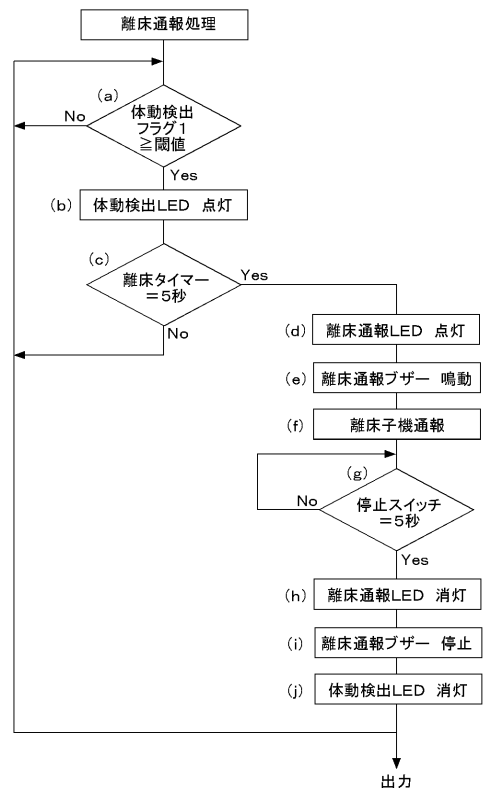 離床通報処理
(a)
体動検出
フラグ1
≧閾値
No
Yes
(b)
体動検出LED 点灯
(c)
離床タイマー
=5秒
Yes
No
(d)
離床通報LED 点灯
(e)
離床通報ブザー 鳴動
(f)
離床子機通報
(g)
停止スイッチ
=5秒
No
Yes
(h)
離床通報LED 消灯
(i)
離床通報ブザー 停止
(j)
体動検出LED 消灯
出力